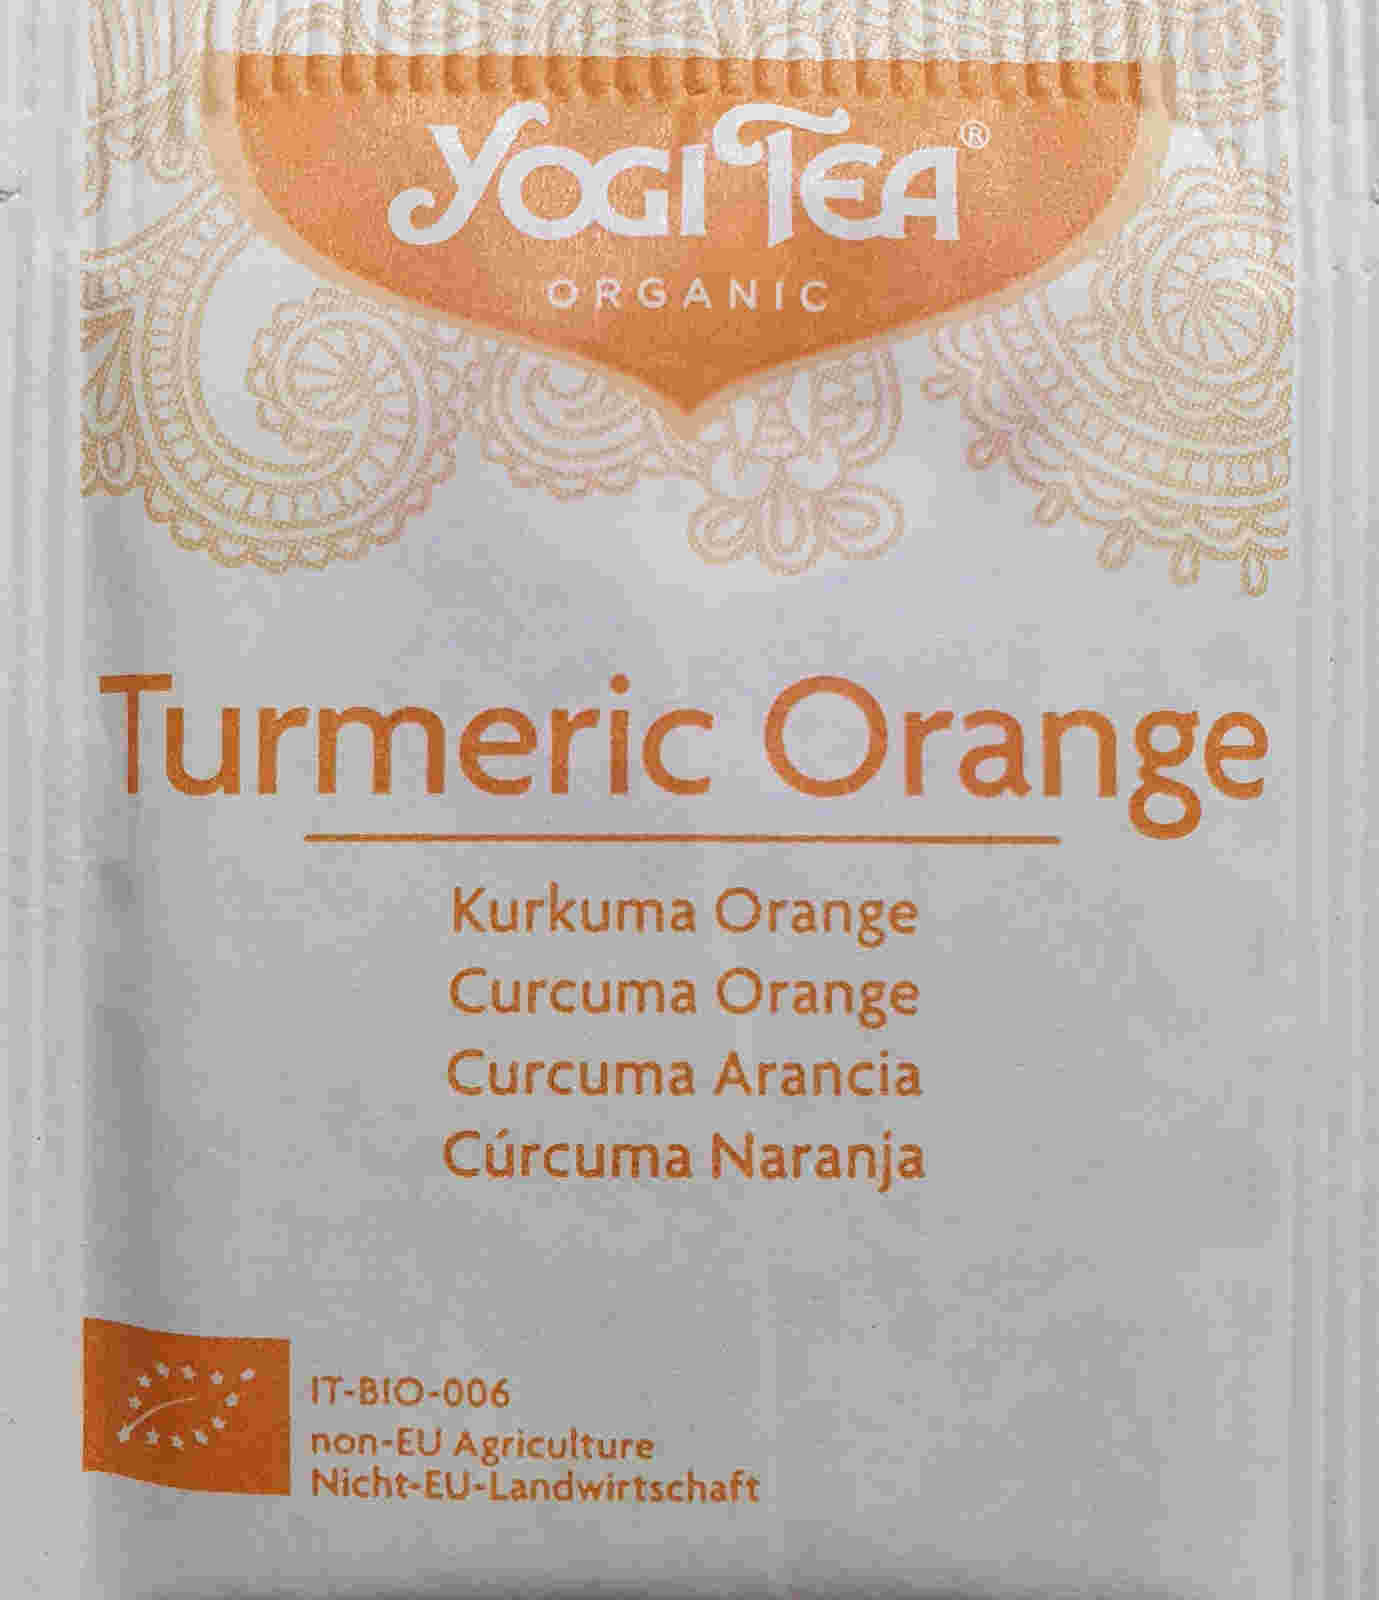 YOGI TEA®
ORGANIC
Turmeric Orange
Kurkuma Orange
Curcuma Orange
Curcuma Arancia
Cúrcuma Naranja
IT-BIO-006
non-EU Agriculture
Nicht-EU-Landwirtschaft